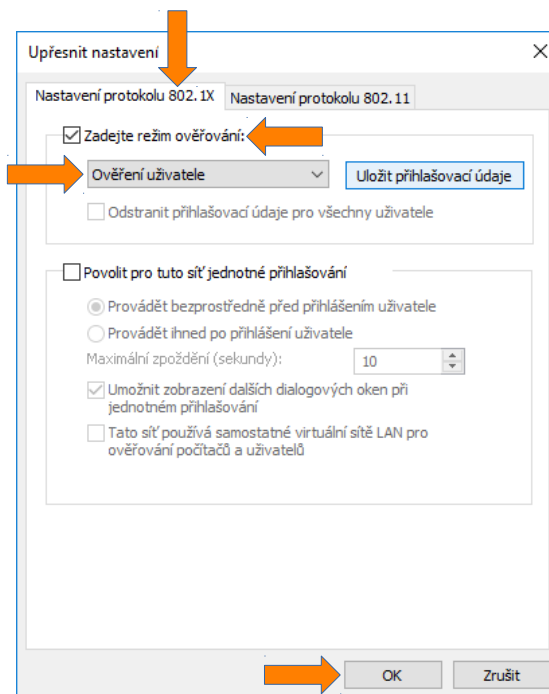 Upřesnit nastavení
Nastavení protokolu 802.1X
Nastavení protokolu 802.11
Zadejte režim ověřování:
Ověření uživatele
Uložit přihlašovací údaje
Odstranit přihlašovací údaje pro všechny uživatele
Povolit pro tuto síť jednotné přihlašování
Provádět bezprostředně před přihlášením uživatele
Provádět ihned po přihlášení uživatele
Maximální zpoždění (sekundy):
10
Umožnit zobrazení dalších dialogových oken při
jednotném přihlašování
Tato síť používá samostatné virtuální sítě LAN pro
ověřování počítačů a uživatelů
OK
Zrušit